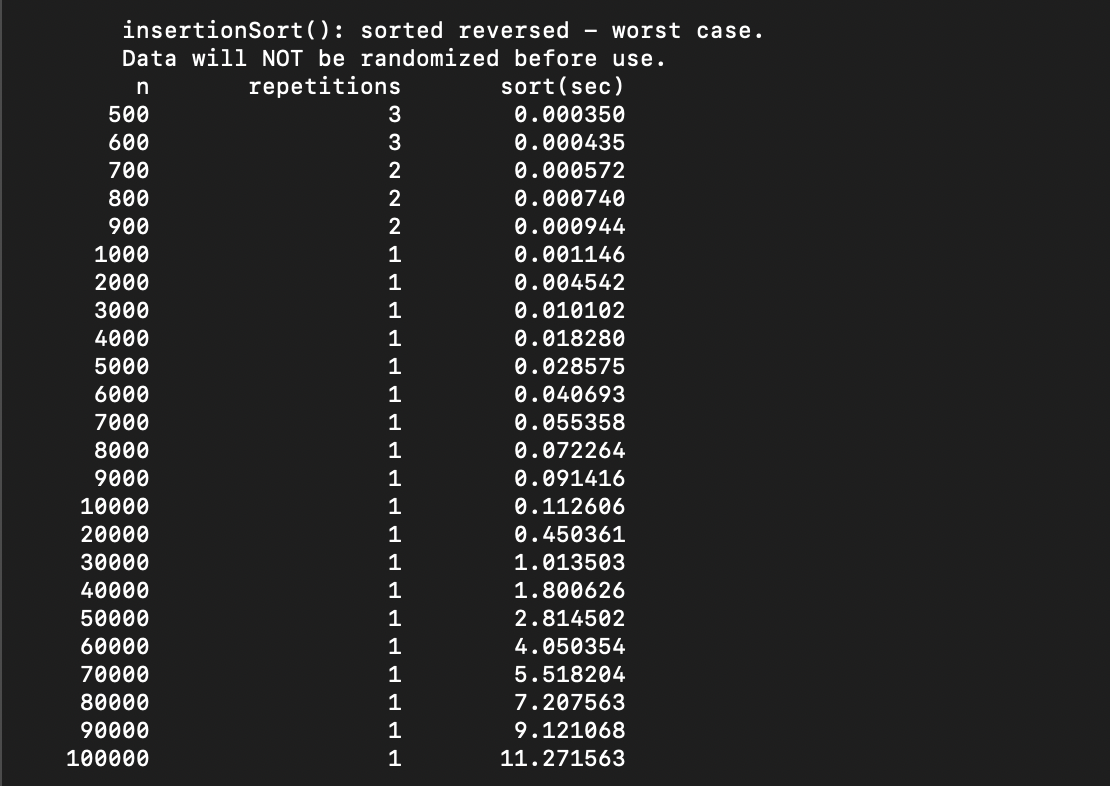 insertionSort(): sorted reversed – worst case.
Data will NOT be randomized before use.
n repetitions sort(sec)
500 3 0.000350
600 3 0.000435
700 2 0.000572
800 2 0.000740
900 2 0.000944
1000 1 0.001146
2000 1 0.004542
3000 1 0.010102
4000 1 0.018280
5000 1 0.028575
6000 1 0.040693
7000 1 0.055358
8000 1 0.072264
9000 1 0.091416
10000 1 0.112606
20000 1 0.450361
30000 1 1.013503
40000 1 1.800626
50000 1 2.814502
60000 1 4.050354
70000 1 5.518204
80000 1 7.207563
90000 1 9.121068
100000 1 11.271563